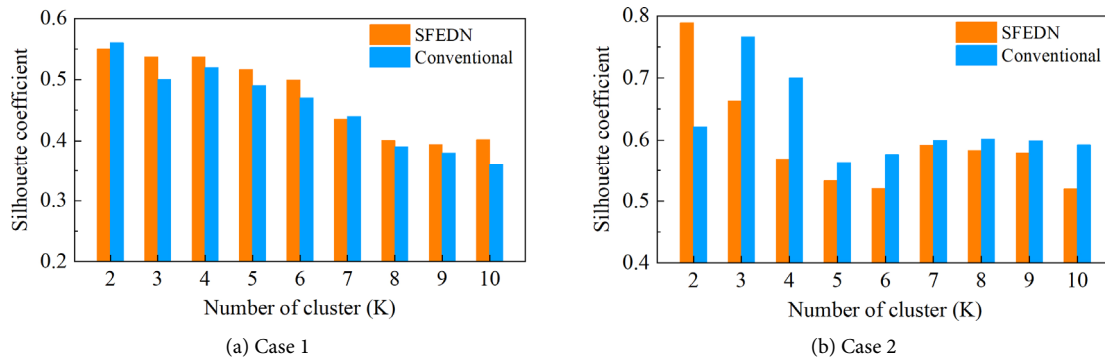 0.6
0.5
0.4
0.3
0.2
Silhouette coefficient
SFEDN
Conventional
2 3 4 5 6 7 8 9 10
Number of cluster (K)
(a) Case 1
0.8
0.7
0.6
0.5
0.4
Silhouette coefficient
SFEDN
Conventional
2 3 4 5 6 7 8 9 10
Number of cluster (K)
(b) Case 2